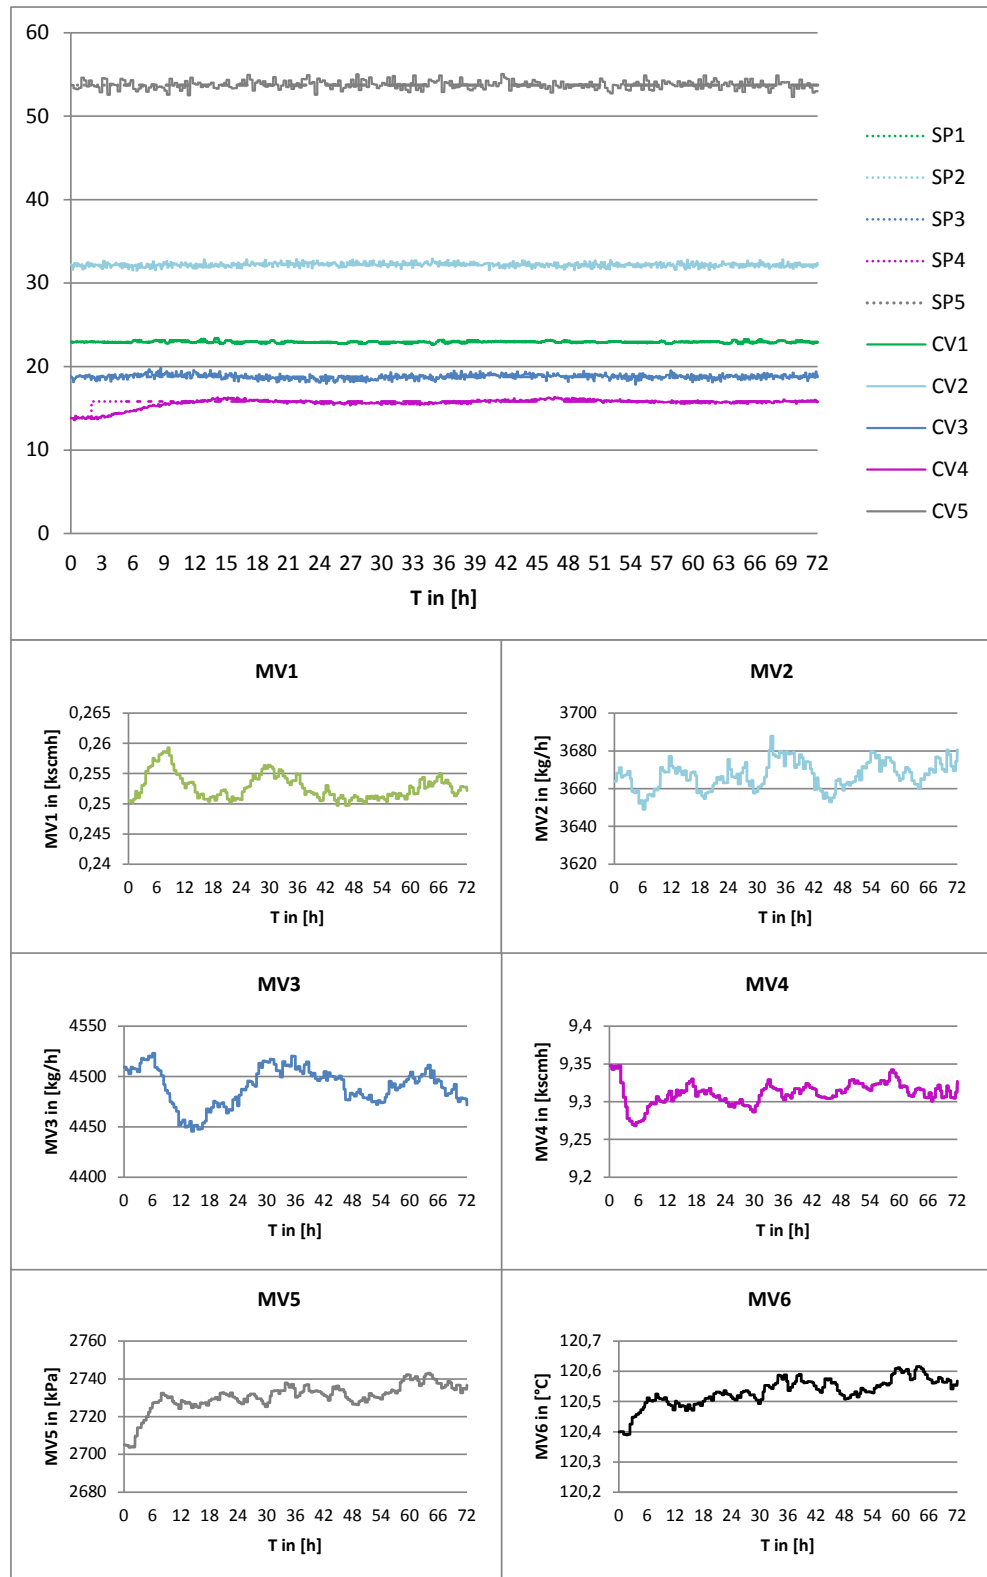 60
50
40
30
20
10
0
0 3 6 9 12 15 18 21 24 27 30 33 36 39 42 45 48 51 54 57 60 63 66 69 72
T in [h]
SP1
SP2
SP3
SP4
SP5
CV1
CV2
CV3
CV4
CV5
MV1
MV1 in [kscmh]
0,265
0,26
0,255
0,25
0,245
0,24
0 6 12 18 24 30 36 42 48 54 60 66 72
T in [h]
MV2
MV2 in [kg/h]
3700
3680
3660
3640
3620
0 6 12 18 24 30 36 42 48 54 60 66 72
T in [h]
MV3
MV3 in [kg/h]
4550
4500
4450
4400
0 6 12 18 24 30 36 42 48 54 60 66 72
T in [h]
MV4
MV4 in [kscmh]
9,4
9,35
9,3
9,25
9,2
0 6 12 18 24 30 36 42 48 54 60 66 72
T in [h]
MV5
MV5 in [kPa]
2760
2740
2720
2700
2680
0 6 12 18 24 30 36 42 48 54 60 66 72
T in [h]
MV6
MV6 in [°C]
120,7
120,6
120,5
120,4
120,3
120,2
0 6 12 18 24 30 36 42 48 54 60 66 72
T in [h]